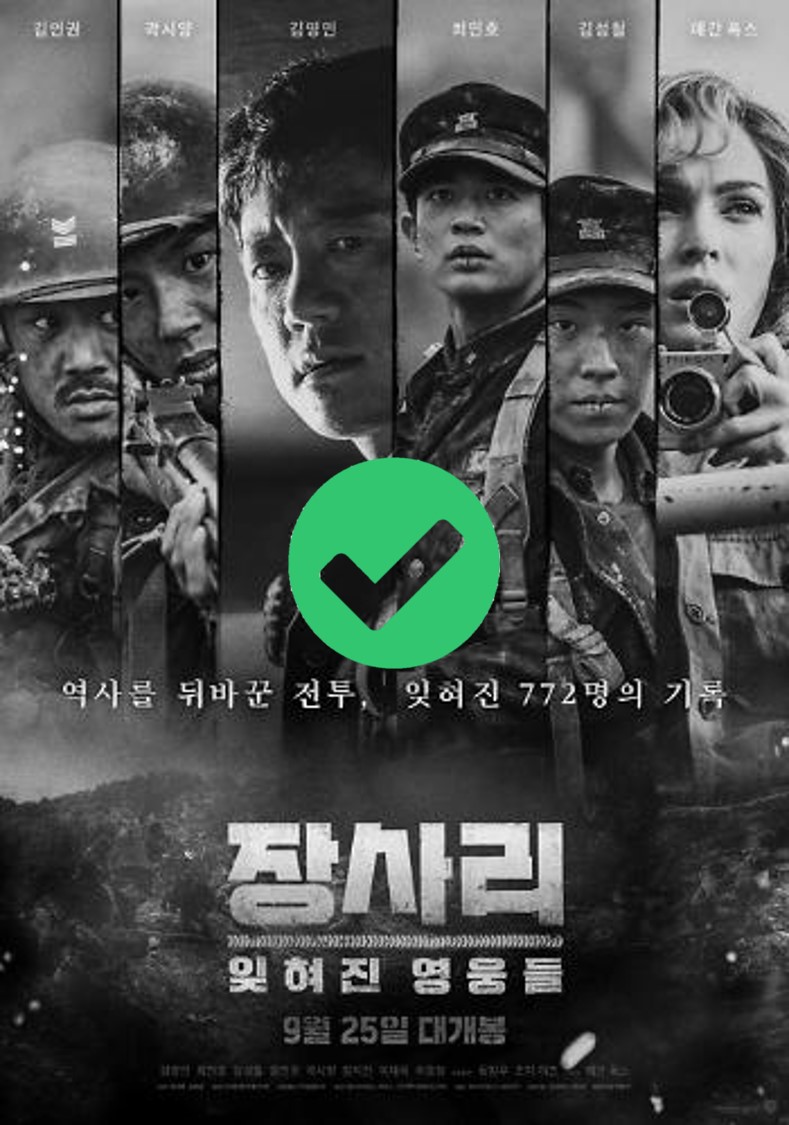 김인권 곽시양 김명민 최민호 김성철 메간 폭스
역사를 뒤바꾼 전투, 잊혀진 772명의 기록
장사리
잊혀진 영웅들
9월 25일 대개봉